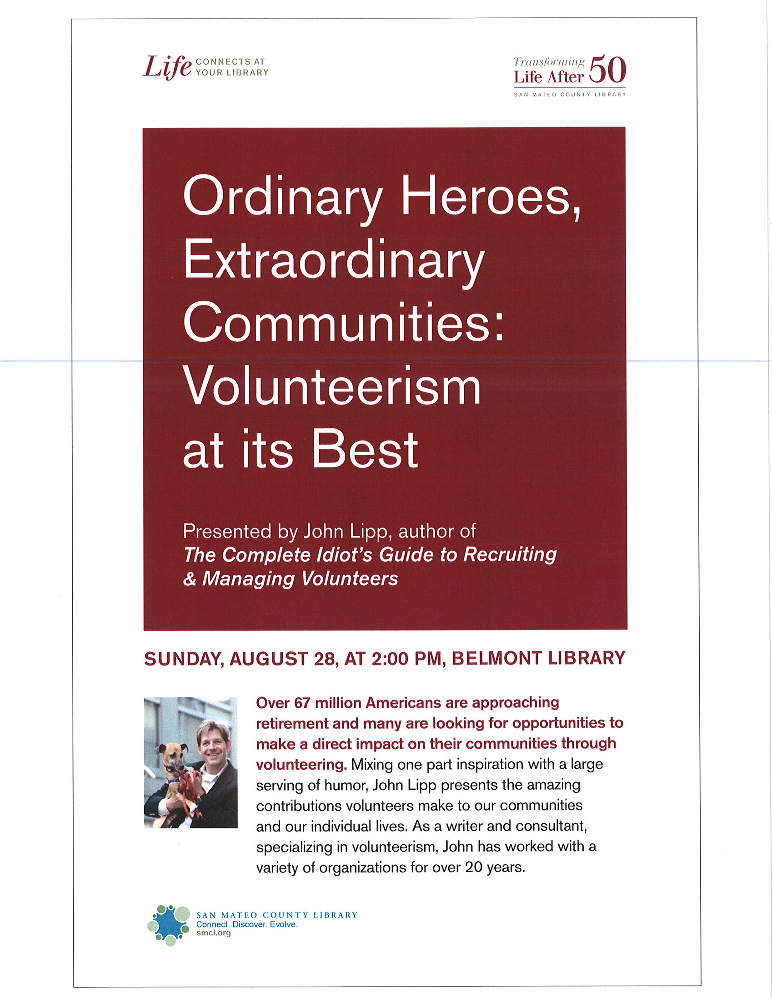 Life CONNECTS AT
YOUR LIBRARY
Transforming
Life After 50
SAN MATEO COUNTY LIBRARY
Ordinary Heroes,
Extraordinary
Communities:
Volunteerism
at its Best
Presented by John Lipp, author of
The Complete Idiot's Guide to Recruiting
& Managing Volunteers
SUNDAY, AUGUST 28, AT 2:00 PM, BELMONT LIBRARY
Over 67 million Americans are approaching
retirement and many are looking for opportunities to
make a direct impact on their communities through
volunteering. Mixing one part inspiration with a large
serving of humor, John Lipp presents the amazing
contributions volunteers make to our communities
and our individual lives. As a writer and consultant,
specializing in volunteerism, John has worked with a
variety of organizations for over 20 years.
SAN MATEO COUNTY LIBRARY
Connect. Discover. Evolve.
smcl.org